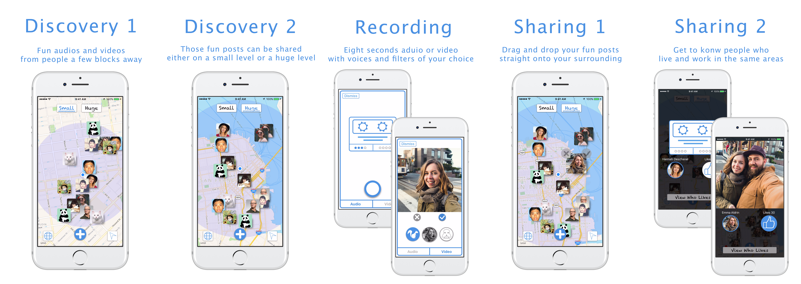 Discovery 1
Fun audios and videos
from people a few blocks away
Small
Huge
Discovery 2
Those fun posts can be shared
either on a small level or a huge level
Small
Huge
Recording
Eight seconds aduio or video
with voices and filters of your choice
Audio
Audio
Video
Sharing 1
Drag and drop your fun posts
straight onto your surrounding
Small
Huge
Sharing 2
Get to konw people who
live and work in the same areas
View Who Likes
View Who Likes